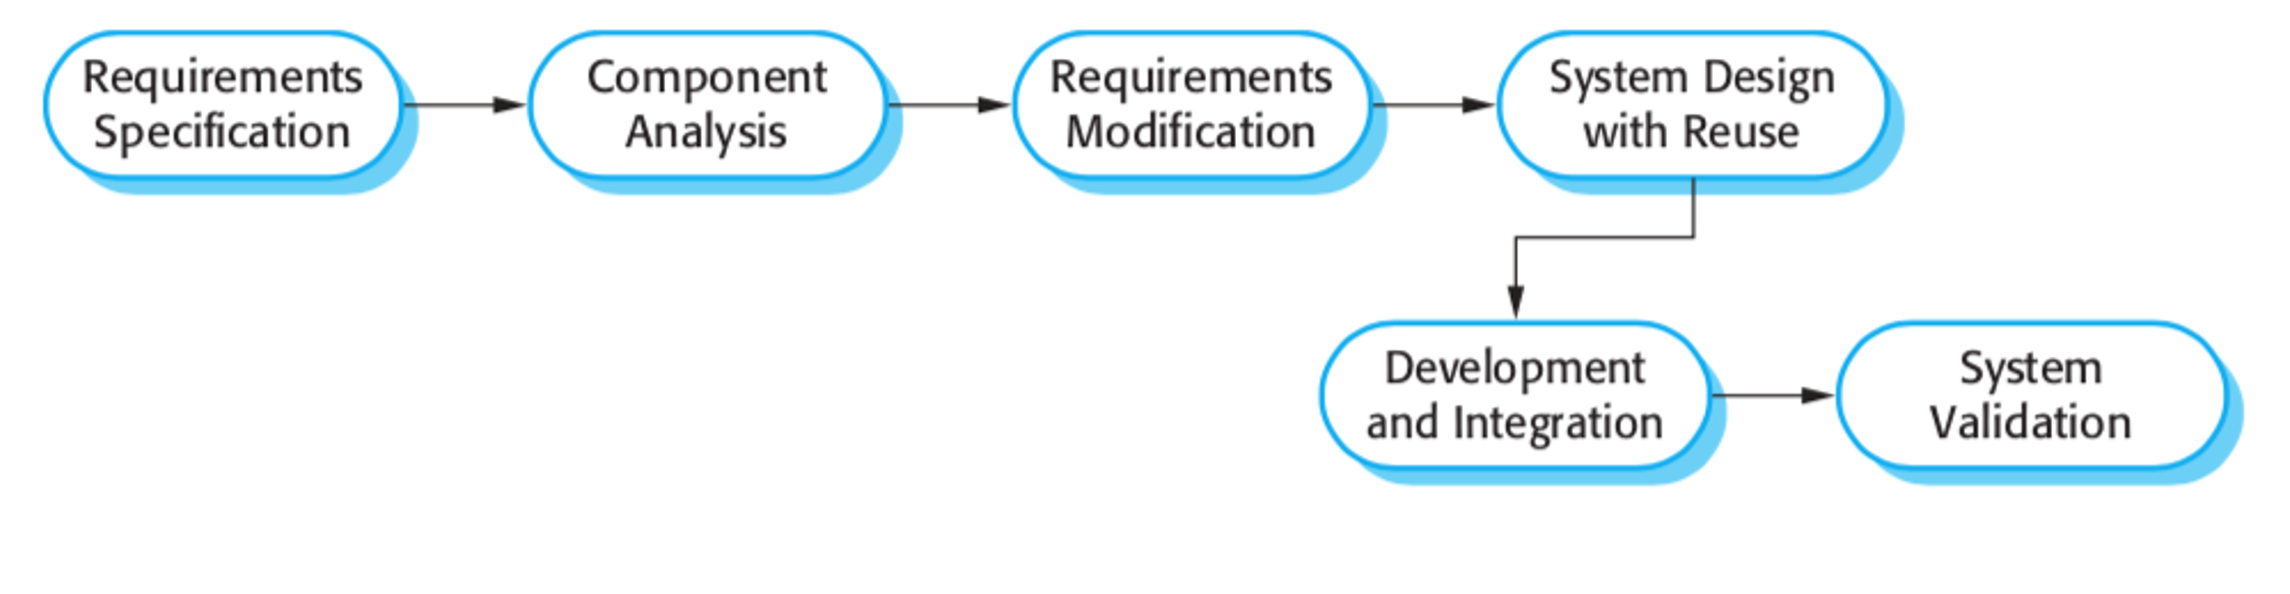 Requirements
Specification
Component
Analysis
Requirements
Modification
System Design
with Reuse
Development
and Integration
System
Validation